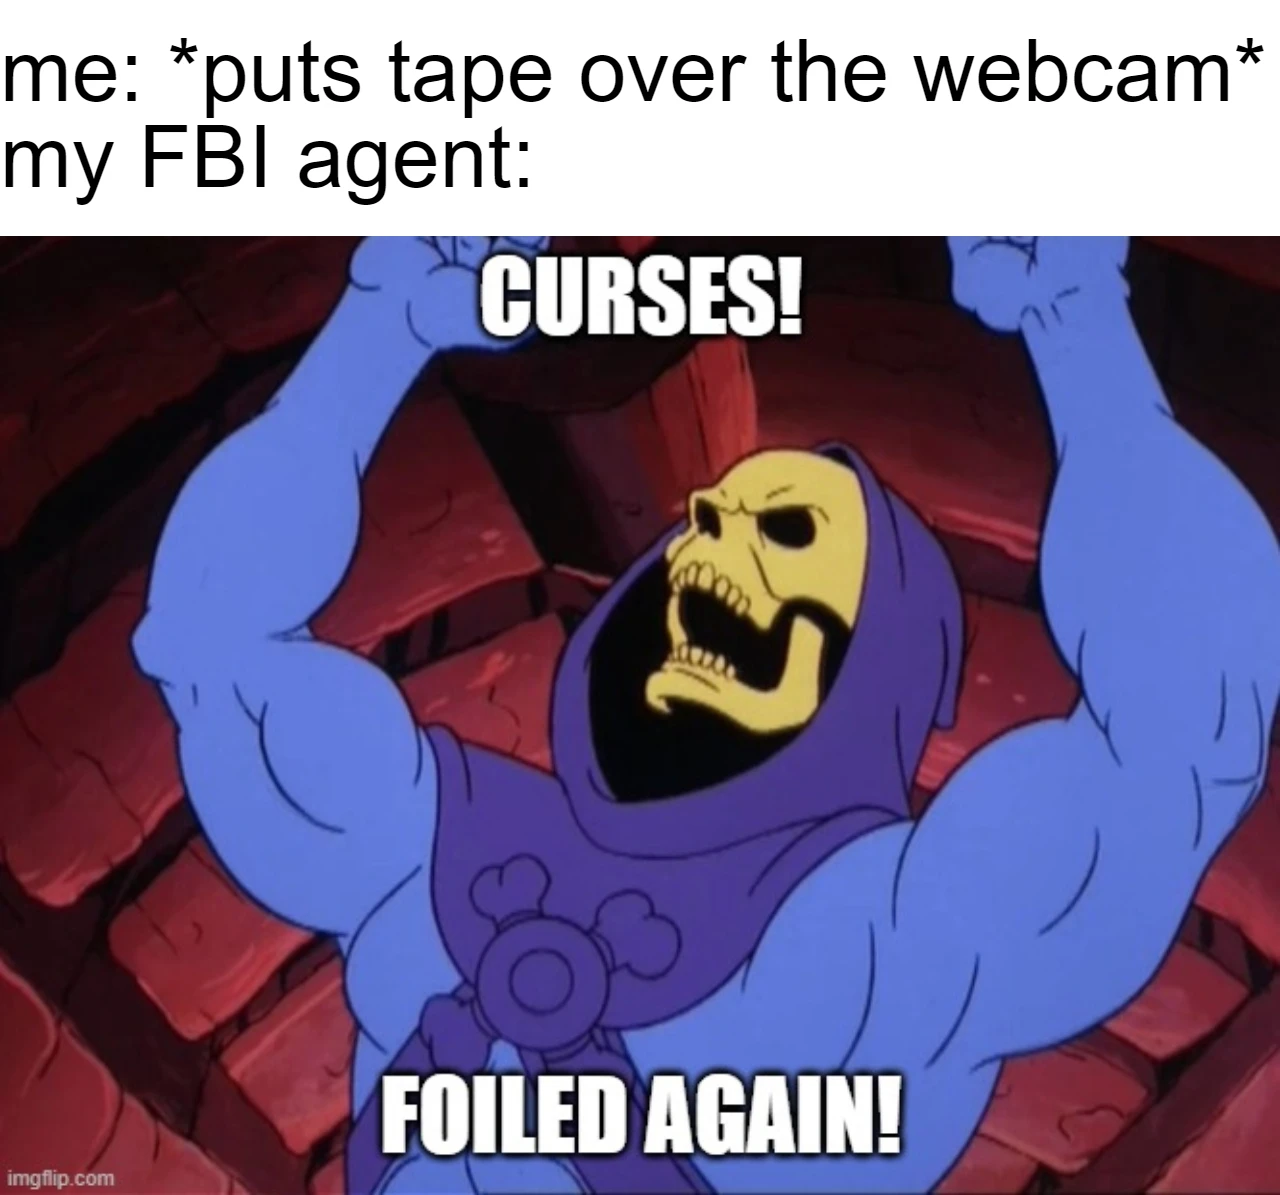 me: *puts tape over the webcam*
my FBI agent:
CURSES!
FOILED AGAIN!
imgflip.com